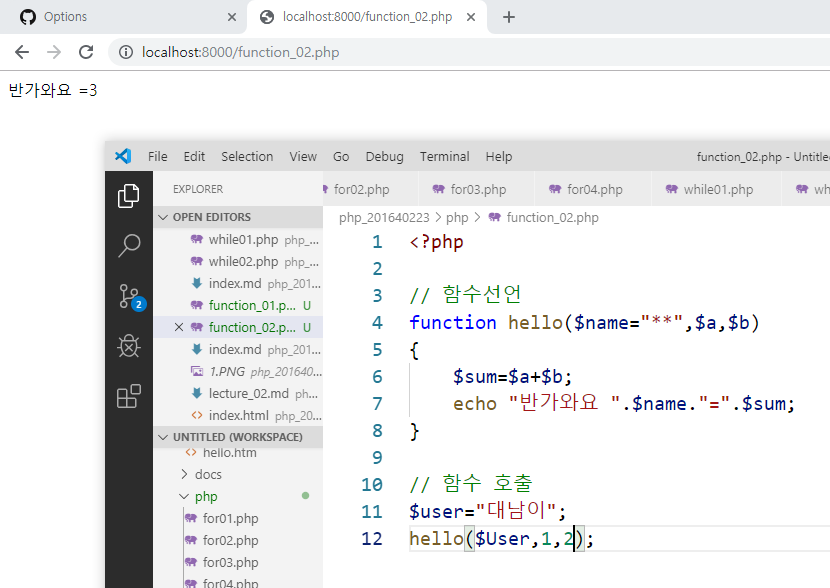 Options
localhost:8000/function_02.php
localhost:8000/function_02.php
반가와요 =3
File Edit Selection View Go Debug Terminal Help
function_02.php - Untitle
EXPLORER
for02.php for03.php for04.php while01.php wh
OPEN EDITORS
php_201640223 > php > function_02.php
while01.php php_...
while02.php php_...
index.md php_201...
function_01.p... U
function_02.p... U
index.md php_201...
1.PNG php_201640...
lecture_02.md ph...
index.html php_20...
UNTITLED (WORKSPACE)
hello.htm
docs
php
for01.php
for02.php
for03.php
for04.php
2
1 <?php
2
3 // 함수선언
4 function hello($name="**",$a,$b)
5 {
6 $sum=$a+$b;
7 echo "반가와요 ".$name."=".$sum;
8 }
9
10 // 함수 호출
11 $user="대남이";
12 hello($User,1,2);